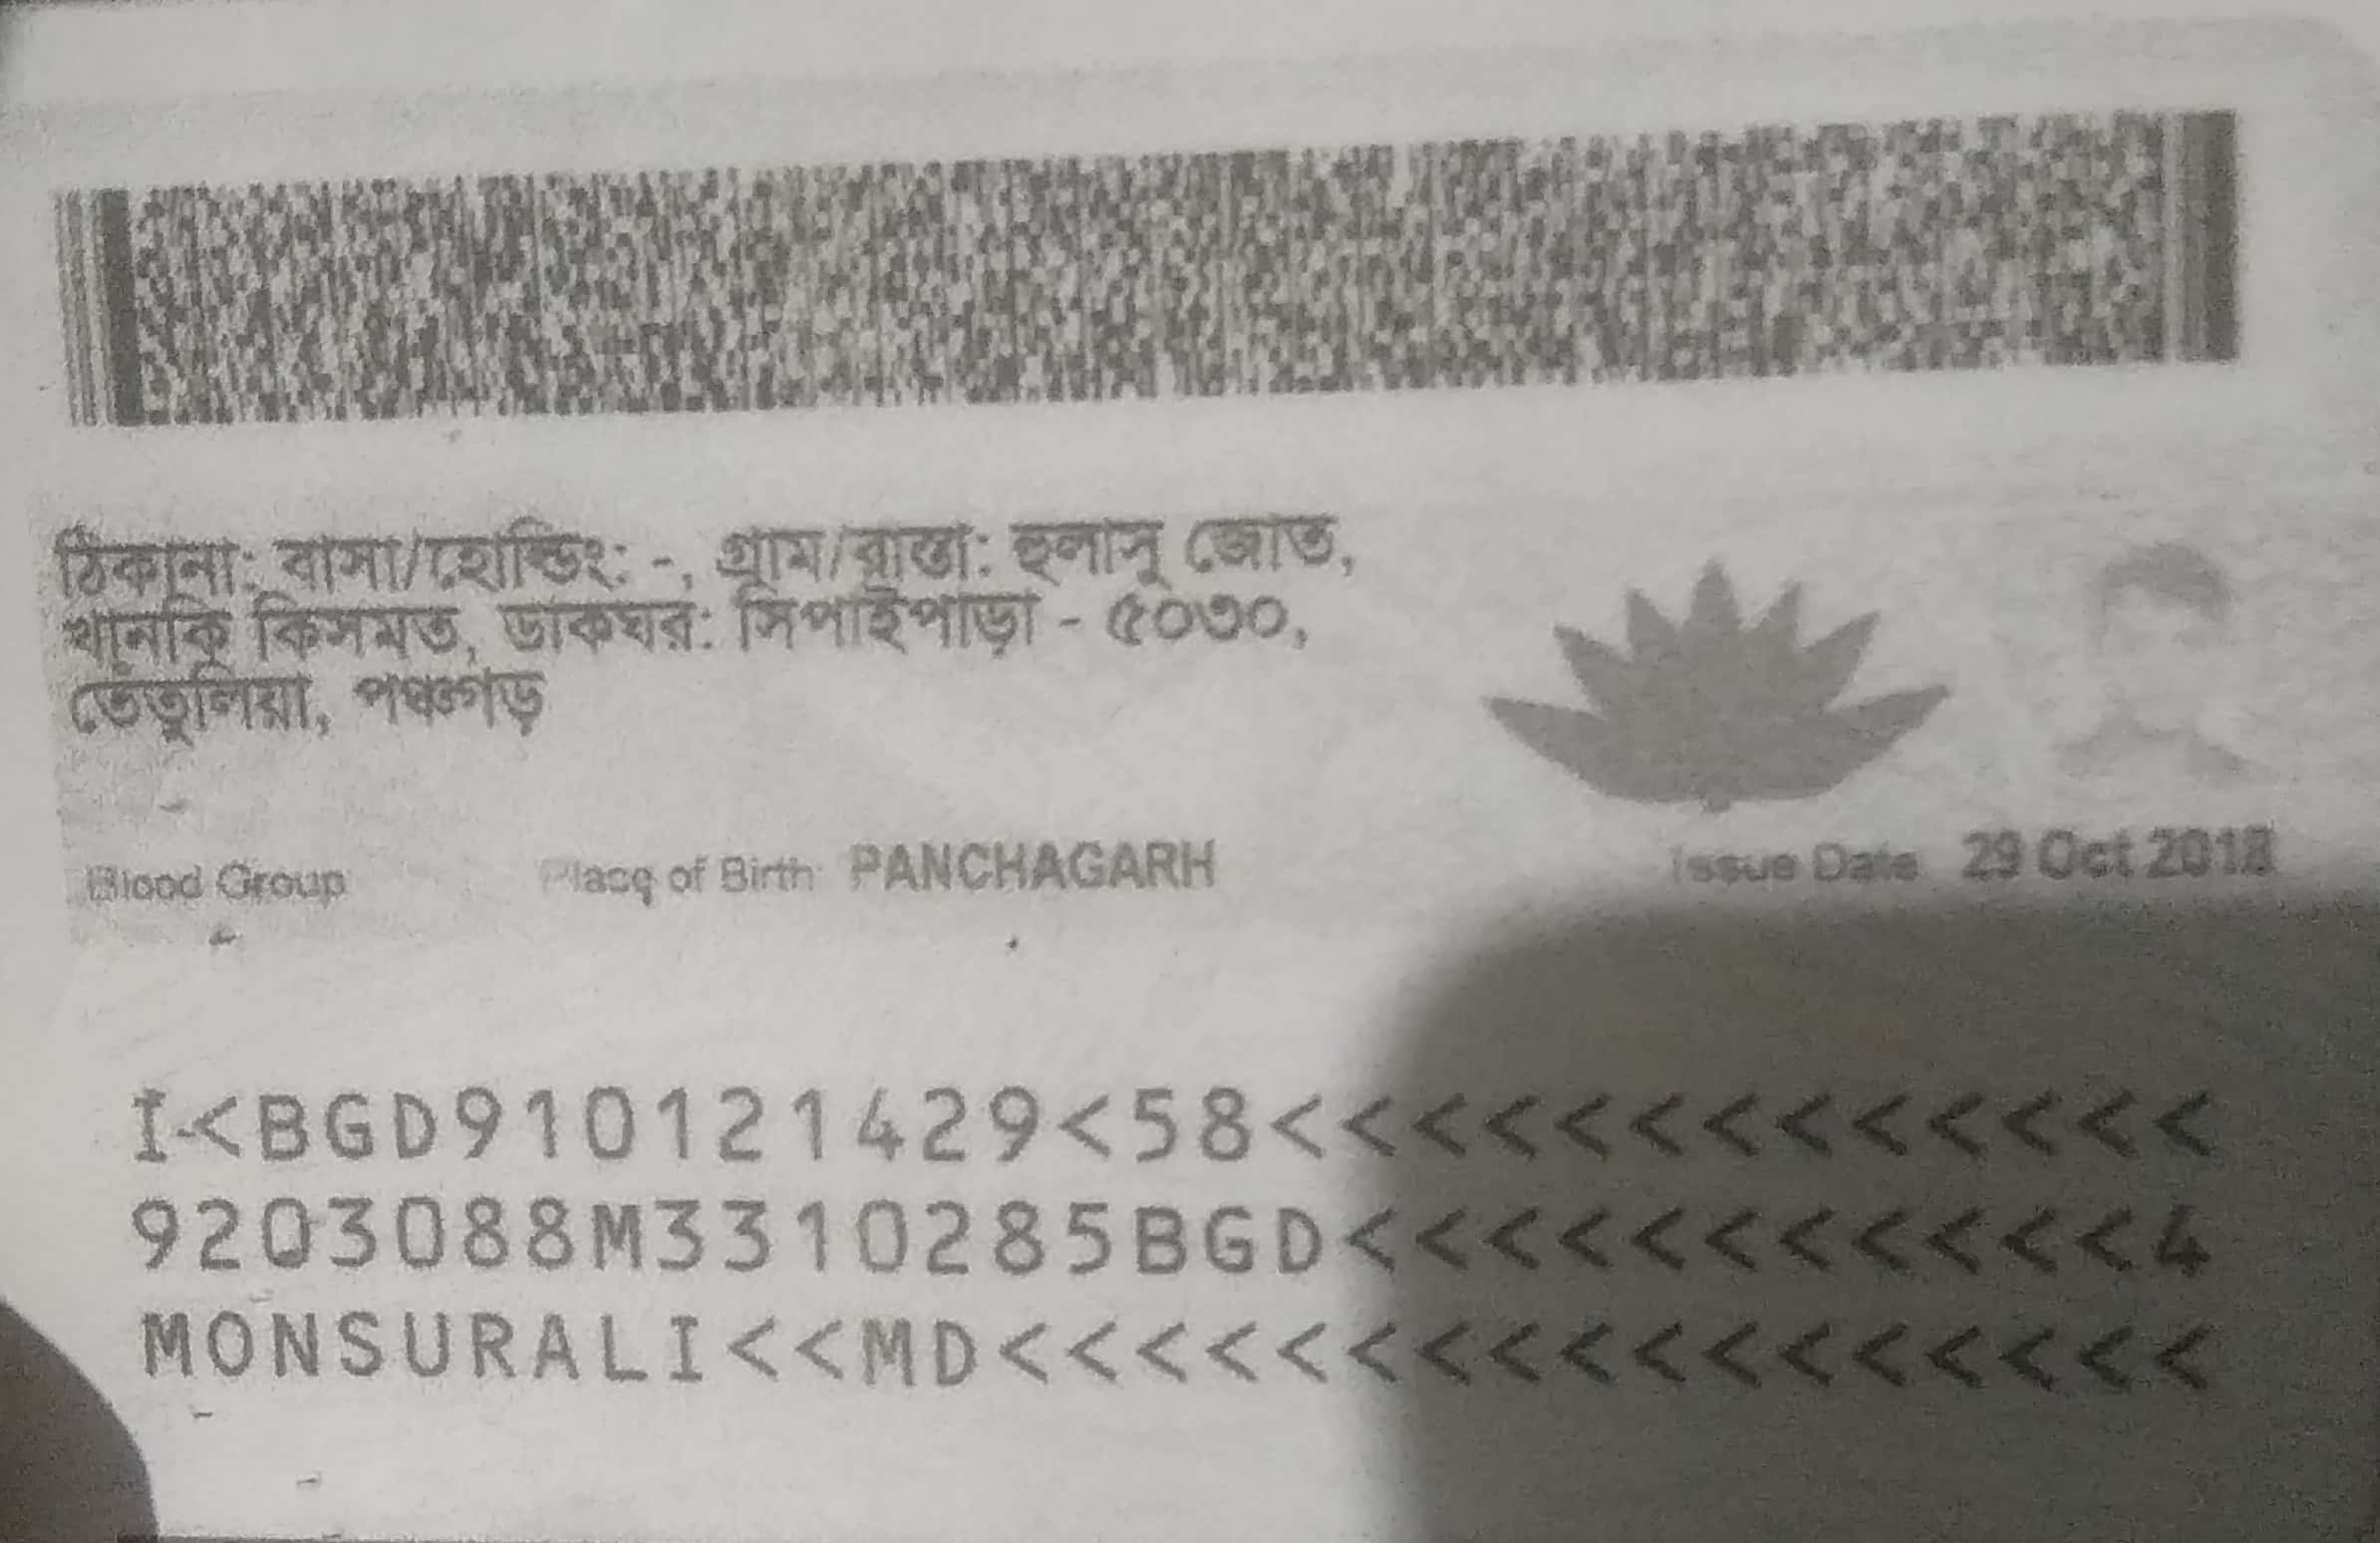 ঠিকানা: বাসা/হোল্ডিং: -, গ্রাম/রাস্তা: হুলাসু জোত,
খানকি কিসমত, ডাকঘর: সিপাইপাড়া - ৫০৩০,
তেঁতুলিয়া, পঞ্চগড়
Blood Group Place of Birth: PANCHAGARH Issue Date 29 Oct 2018
I<BGD910121429<58<<<<<<<<<<<<<<
9203088M3310285BGD<<<<<<<<<<<4
MONSURALI<<MD<<<<<<<<<<<<<<<<<